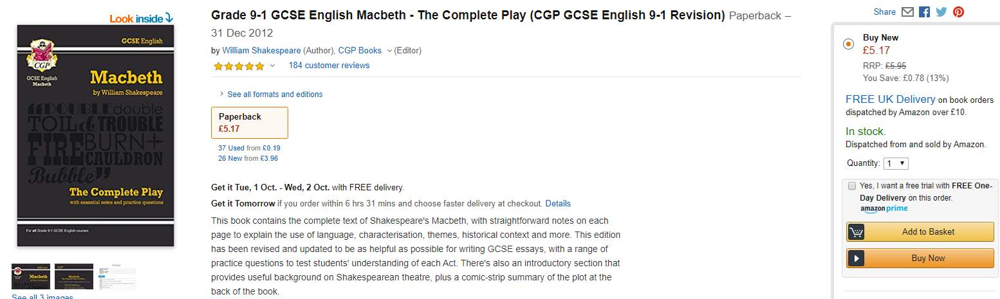 Look inside
GCSE English
CGP
GCSE English
Macbeth
Macbeth
by William Shakespeare
“DOUBLE double
TOIL & TROUBLE
FIRE BURN +
CAULDRON
Bubble”
The Complete Play
with essential notes and practice questions
For all Grade 9-1 GCSE English courses
See all 3 images
Grade 9-1 GCSE English Macbeth - The Complete Play (CGP GCSE English 9-1 Revision) Paperback –
31 Dec 2012
by William Shakespeare (Author), CGP Books (Editor)
184 customer reviews
See all formats and editions
Paperback
£5.17
37 Used from £0.19
26 New from £3.96
Get it Tue, 1 Oct. - Wed, 2 Oct. with FREE delivery.
Get it Tomorrow if you order within 6 hrs 31 mins and choose faster delivery at checkout. Details
This book contains the complete text of Shakespeare's Macbeth, with straightforward notes on each
page to explain the use of language, characterisation, themes, historical context and more. This edition
has been revised and updated to be as helpful as possible for writing GCSE essays, with a range of
practice questions to test students' understanding of each Act. There's also an introductory section that
provides useful background on Shakespearean theatre, plus a comic-strip summary of the plot at the
back of the book.
Share
Buy New
£5.17
RRP: £5.95
You Save: £0.78 (13%)
FREE UK Delivery on book orders
dispatched by Amazon over £10.
In stock.
Dispatched from and sold by Amazon.
Quantity: 1
Yes, I want a free trial with FREE One-
Day Delivery on this order.
amazon prime
Add to Basket
Buy Now